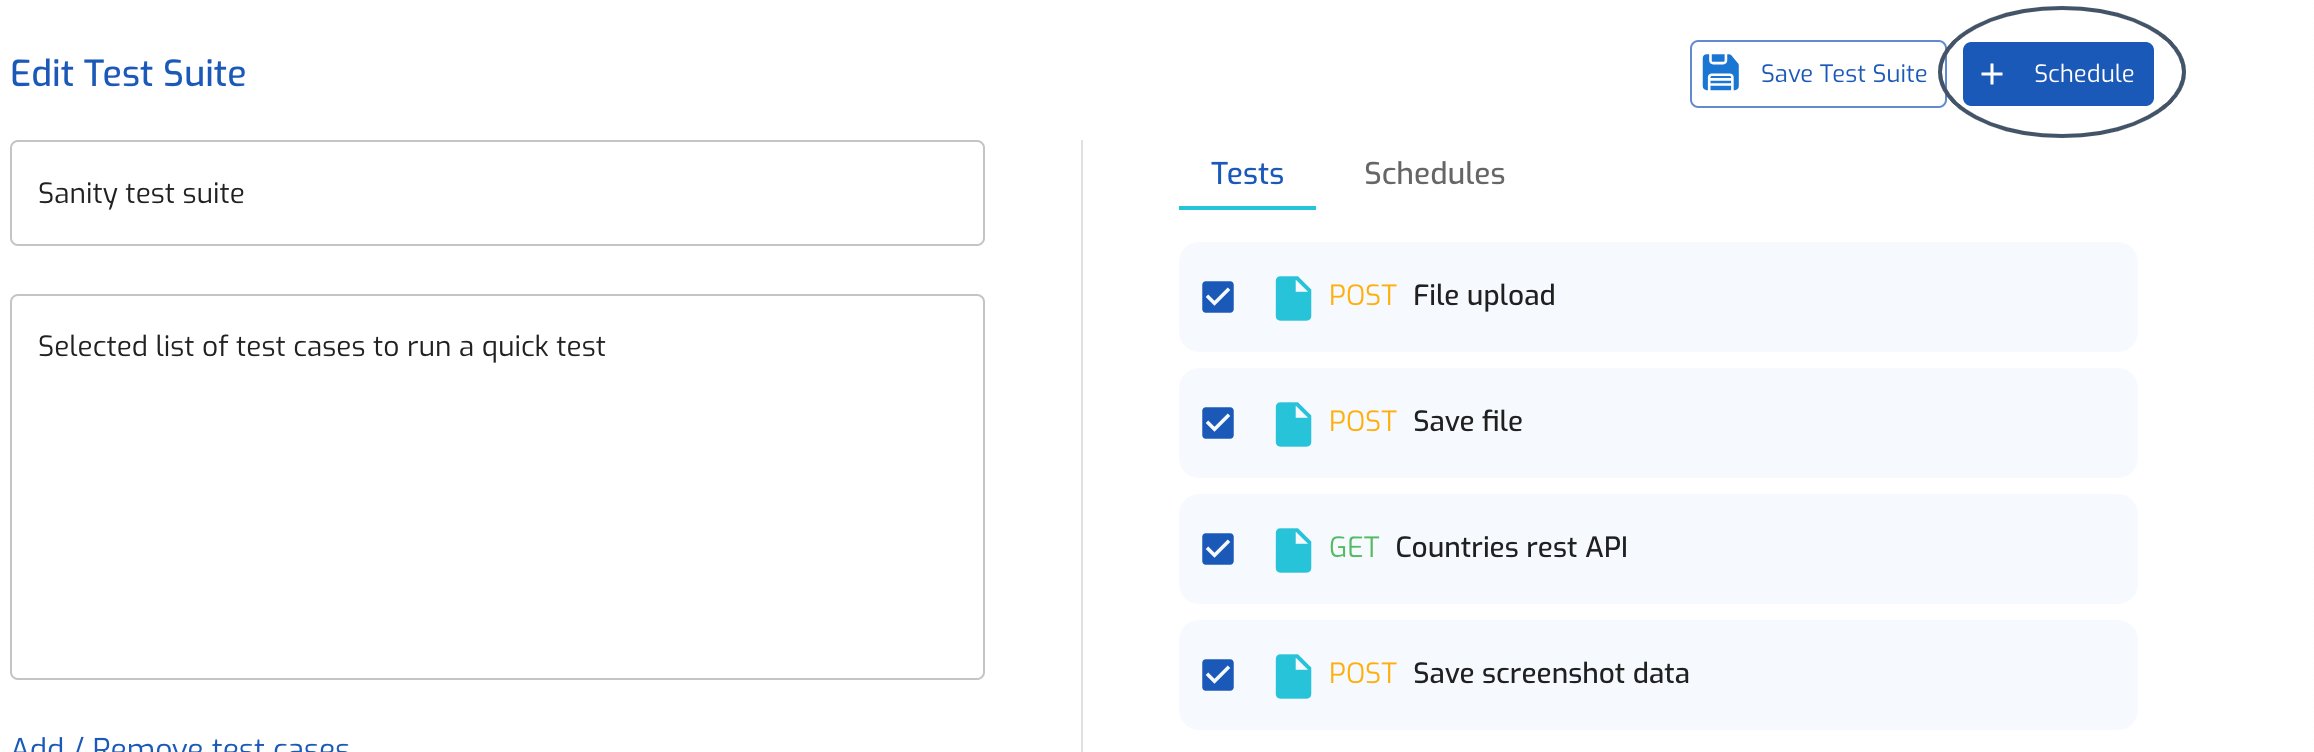 Edit Test Suite
Save Test Suite
+ Schedule
Sanity test suite
Selected list of test cases to run a quick test
Add / Remove test cases
Tests
Schedules
POST File upload
POST Save file
GET Countries rest API
POST Save screenshot data